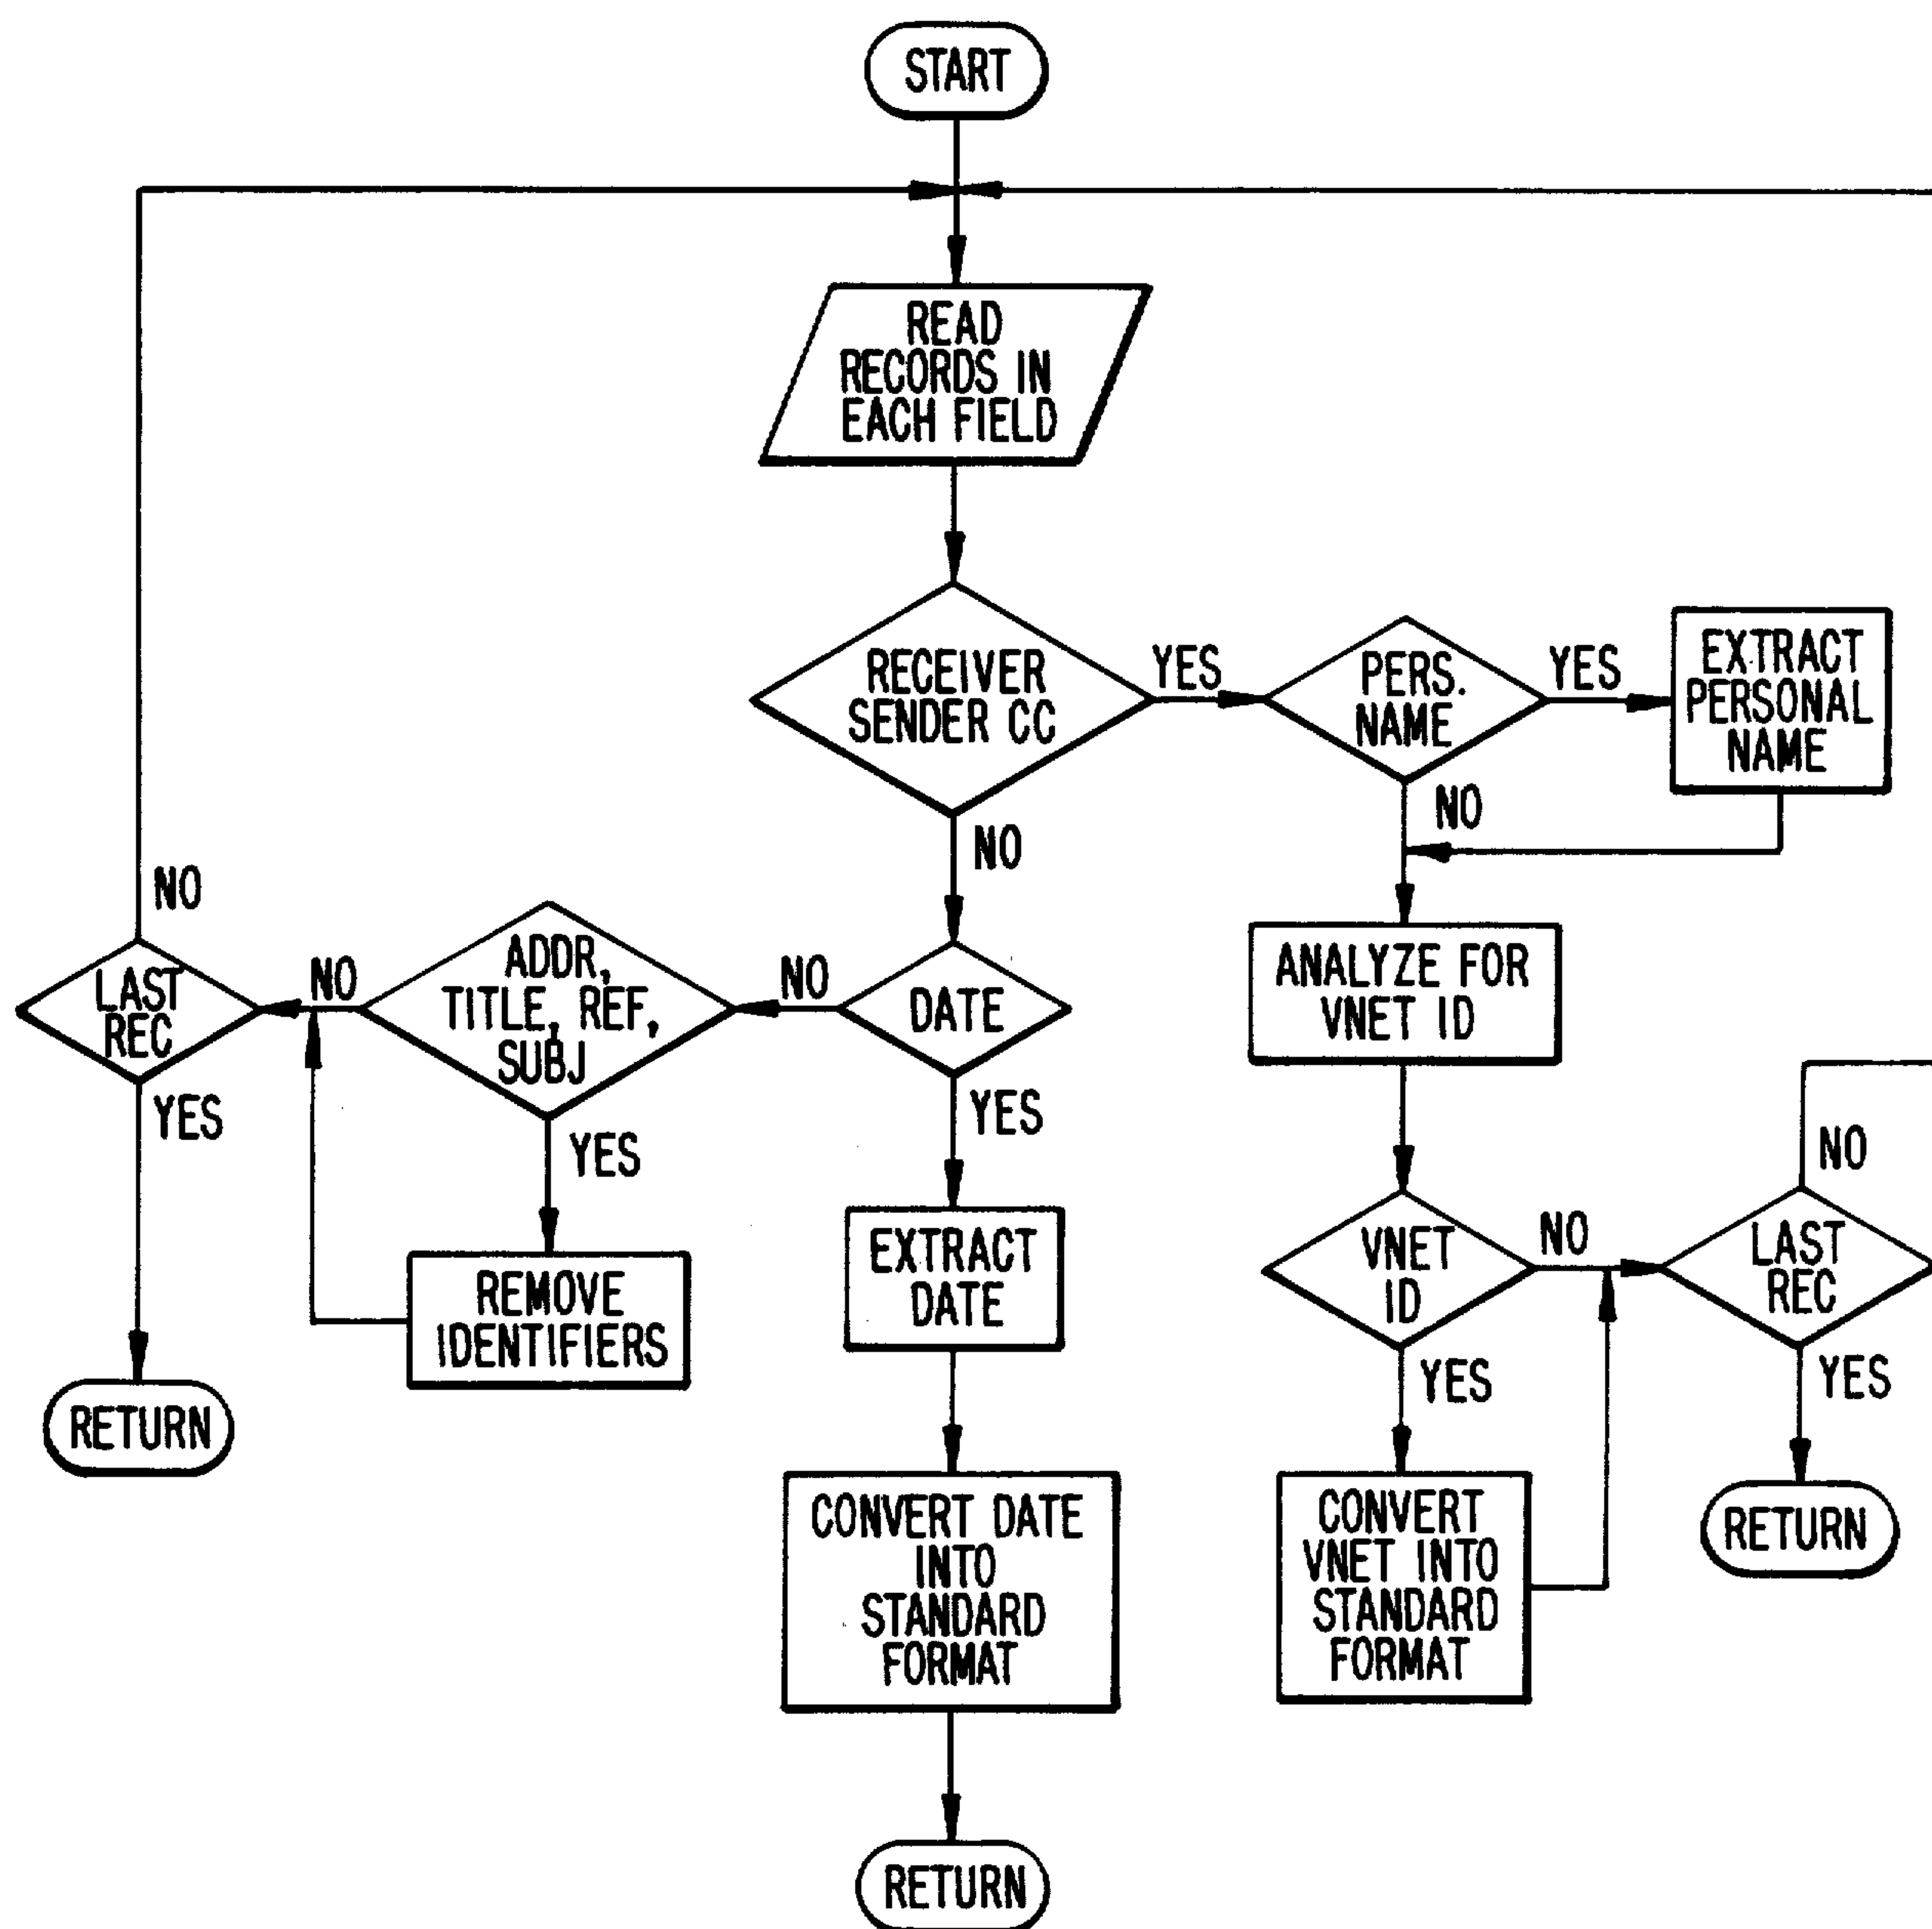 START
READ
RECORDS IN
EACH FIELD
RECEIVER
SENDER CC
YES
PERS.
NAME
YES
EXTRACT
PERSONAL
NAME
NO
NO
ANALYZE FOR
VNET ID
VNET
ID
NO
LAST
REC
NO
YES
RETURN
YES
CONVERT
VNET INTO
STANDARD
FORMAT
DATE
NO
ADDR,
TITLE, REF,
SUBJ
NO
LAST
REC
NO
YES
RETURN
YES
REMOVE
IDENTIFIERS
YES
EXTRACT
DATE
CONVERT DATE
INTO
STANDARD
FORMAT
RETURN